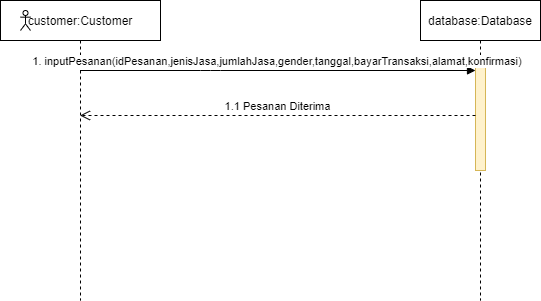 customer:Customer
database:Database
1. inputPesanan(idPesanan,jenisJasa,jumlahJasa,gender,tanggal,bayarTransaksi,alamat,konfirmasi)
1.1 Pesanan Diterima